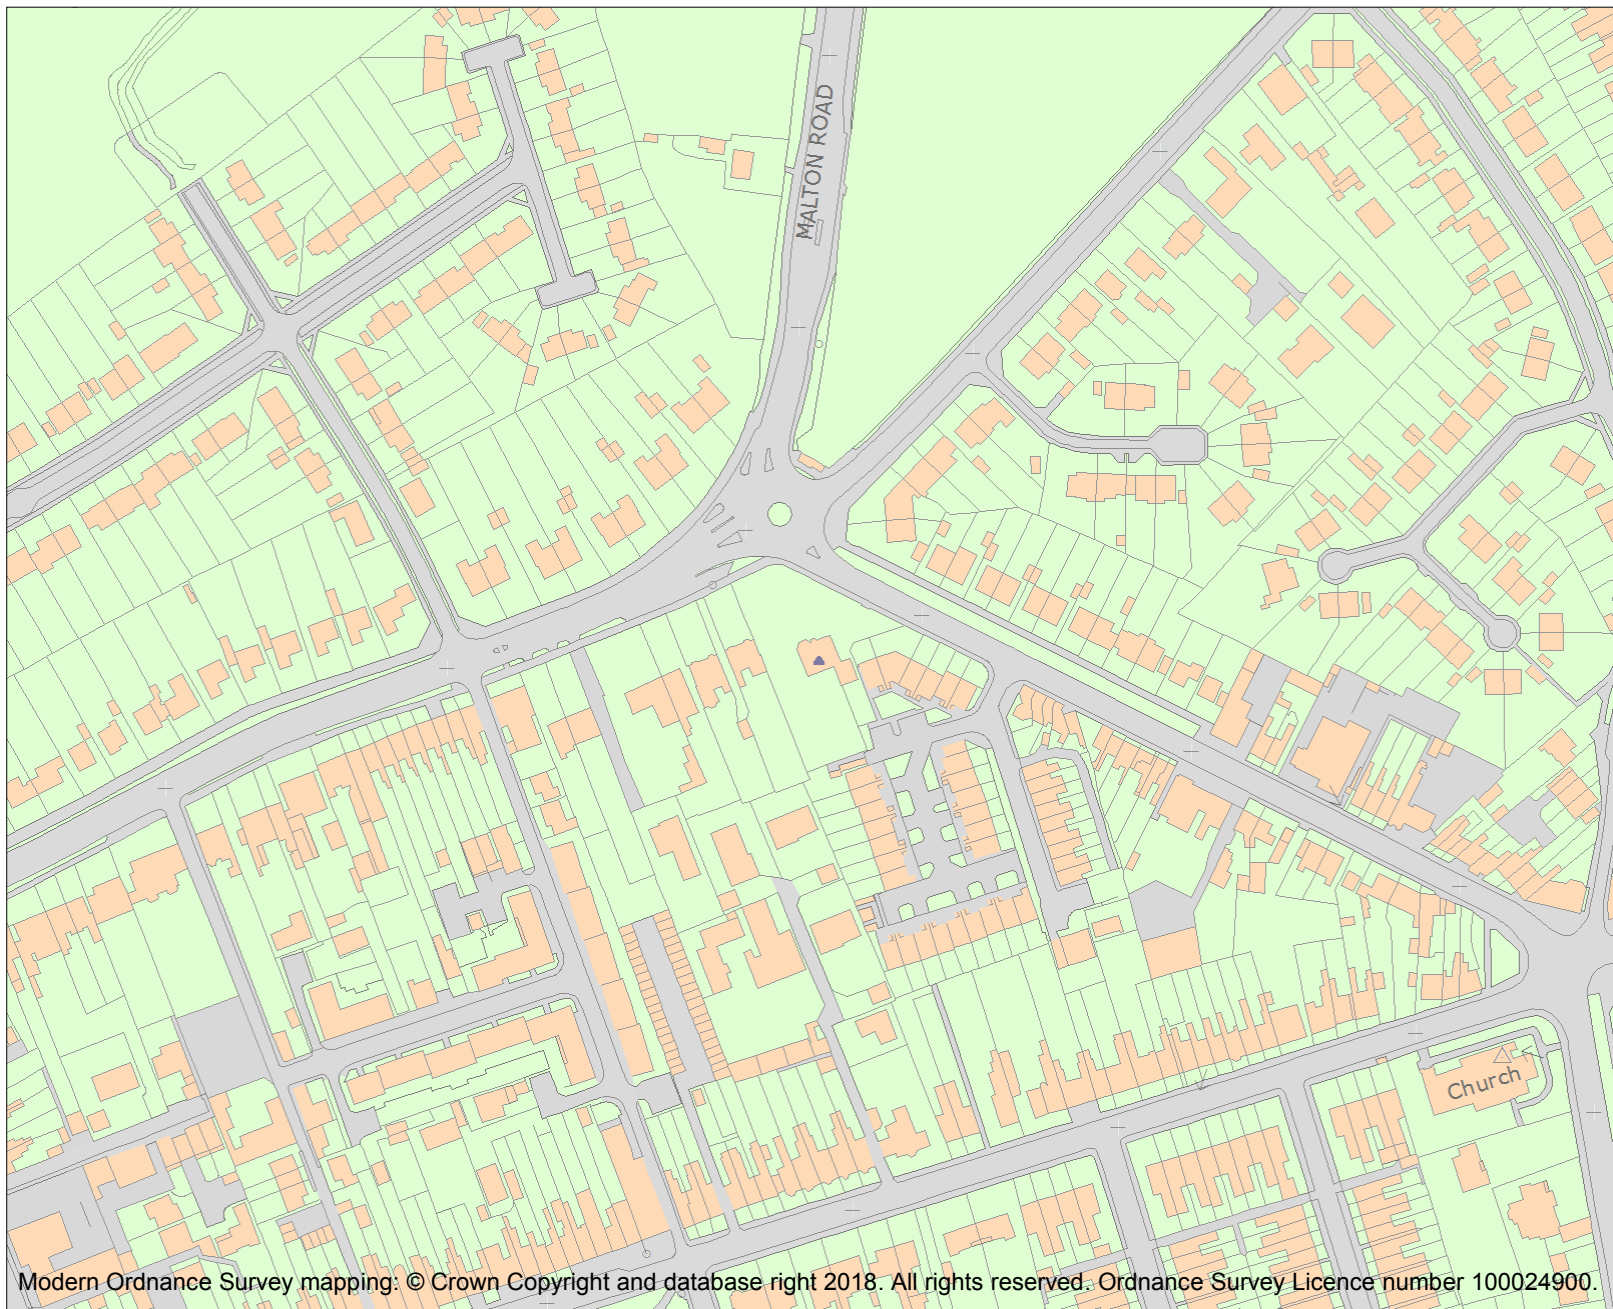 MALTON ROAD
Church
Modern Ordnance Survey mapping: © Crown Copyright and database right 2018. All rights reserved. Ordnance Survey Licence number 100024900.